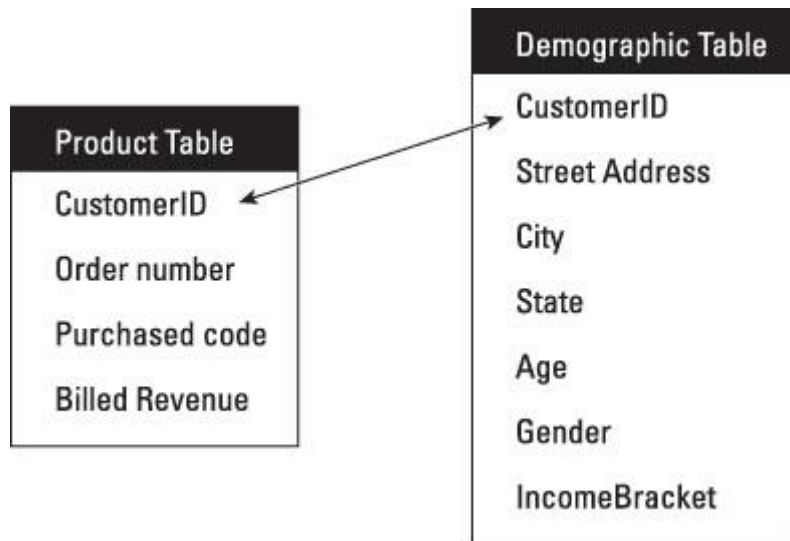 Product Table
CustomerID
Order number
Purchased code
Billed Revenue
Demographic Table
CustomerID
Street Address
City
State
Age
Gender
IncomeBracket